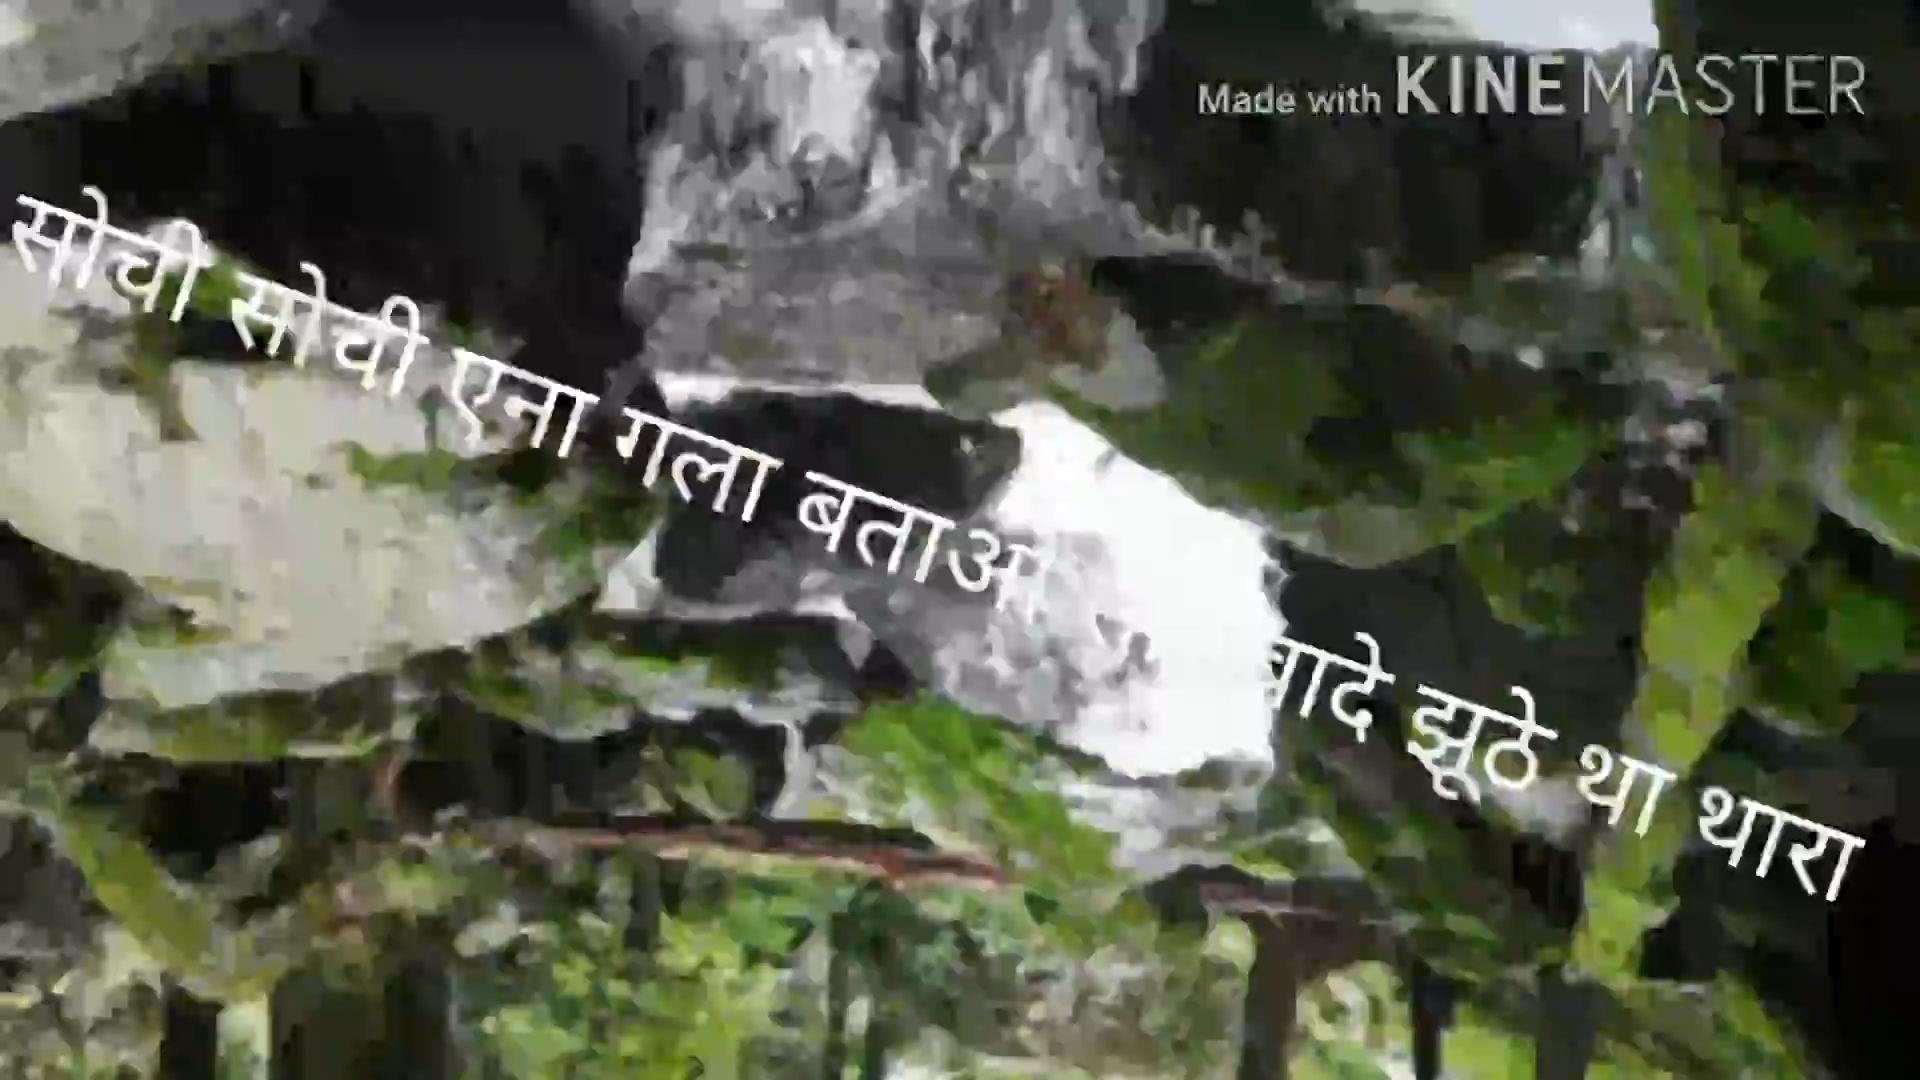 Made with KINEMASTER
सोची सोची एना गला बताओ वादे झूठे था थारा